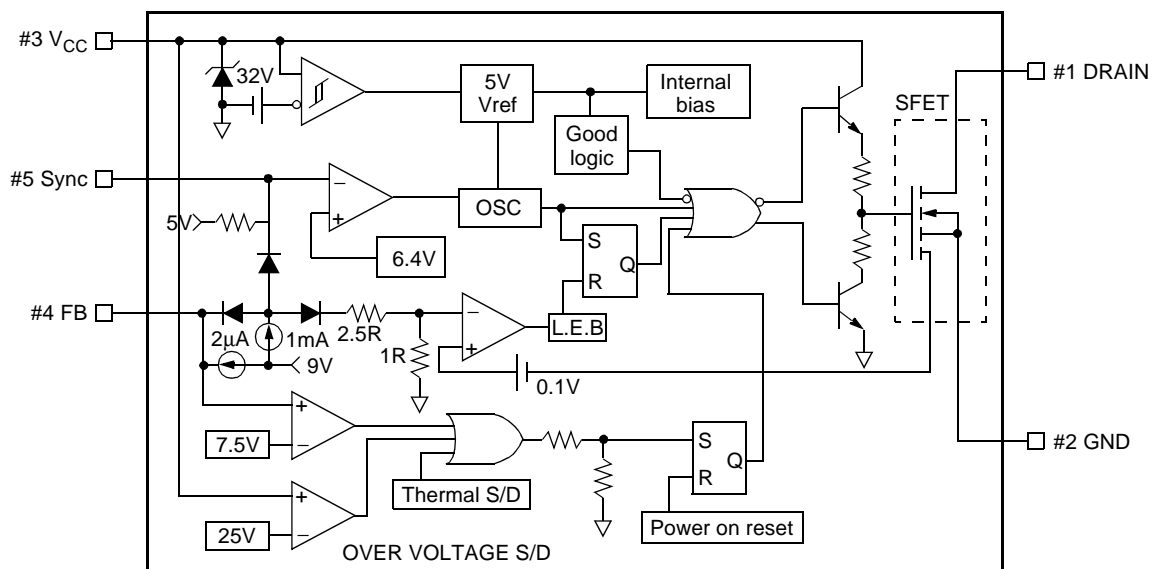 #3 VCC
32V
5V
Vref
Internal
bias
Good
logic
#1 DRAIN
SFET
#5 Sync
−
+
OSC
5V
6.4V
S
R
Q
#4 FB
2μA
1mA
9V
2.5R
1R
−
+
L.E.B
0.1V
+
−
7.5V
Thermal S/D
S
R
Q
#2 GND
+
−
25V
Power on reset
OVER VOLTAGE S/D